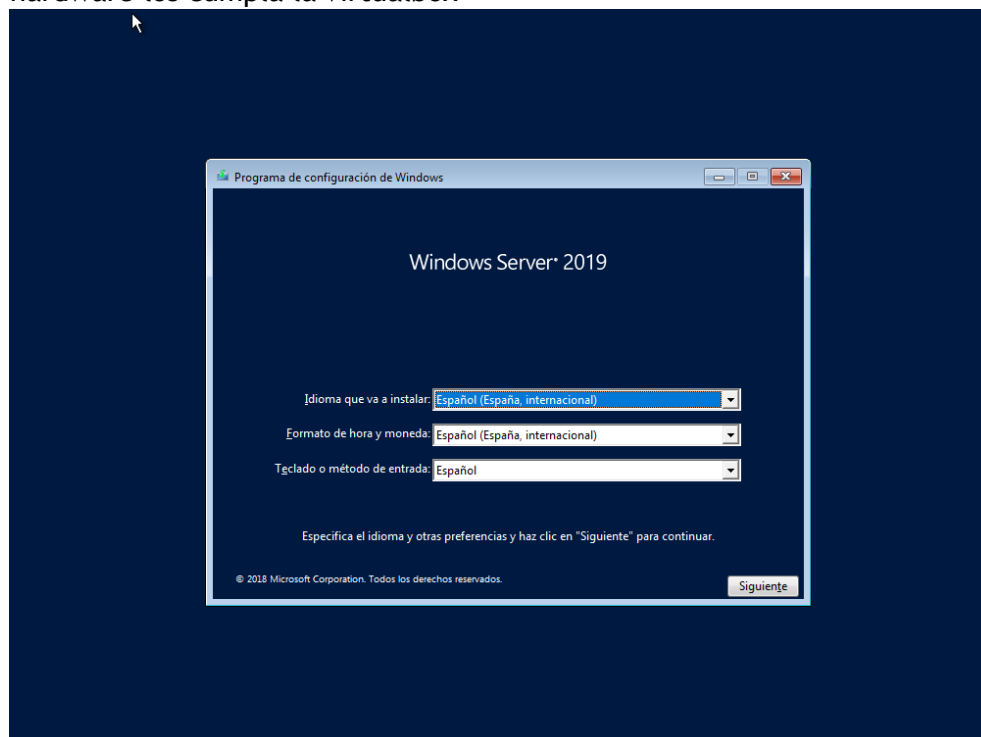 Programa de configuración de Windows
Windows Server® 2019
Idioma que va a instalar: Español (España, internacional)
Formato de hora y moneda: Español (España, internacional)
Teclado o método de entrada: Español
Especifica el idioma y otras preferencias y haz clic en "Siguiente" para continuar.
© 2018 Microsoft Corporation. Todos los derechos reservados.
Siguiente